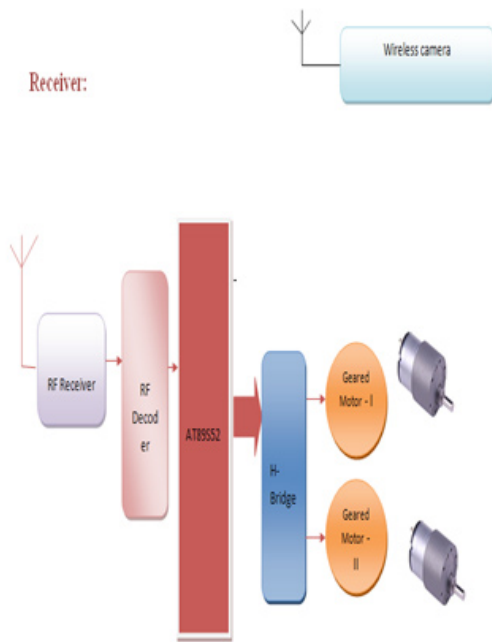 Wireless camera
Receiver:
RF Receiver
RF
Decod
er
AT89S52
H-
Bridge
Geared
Motor - I
Geared
Motor -
II